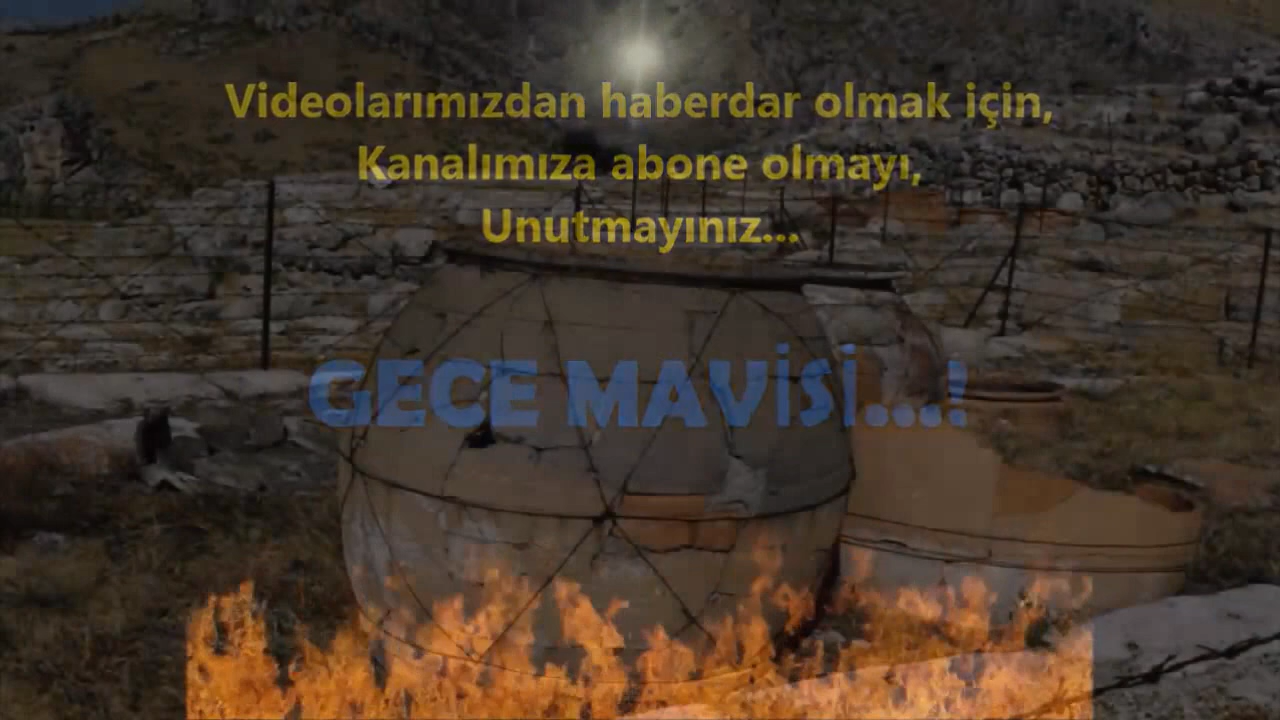 Videolarımızdan haberdar olmak için,
Kanalımıza abone olmayı,
Unutmayınız...
GECE MAVİSİ...!